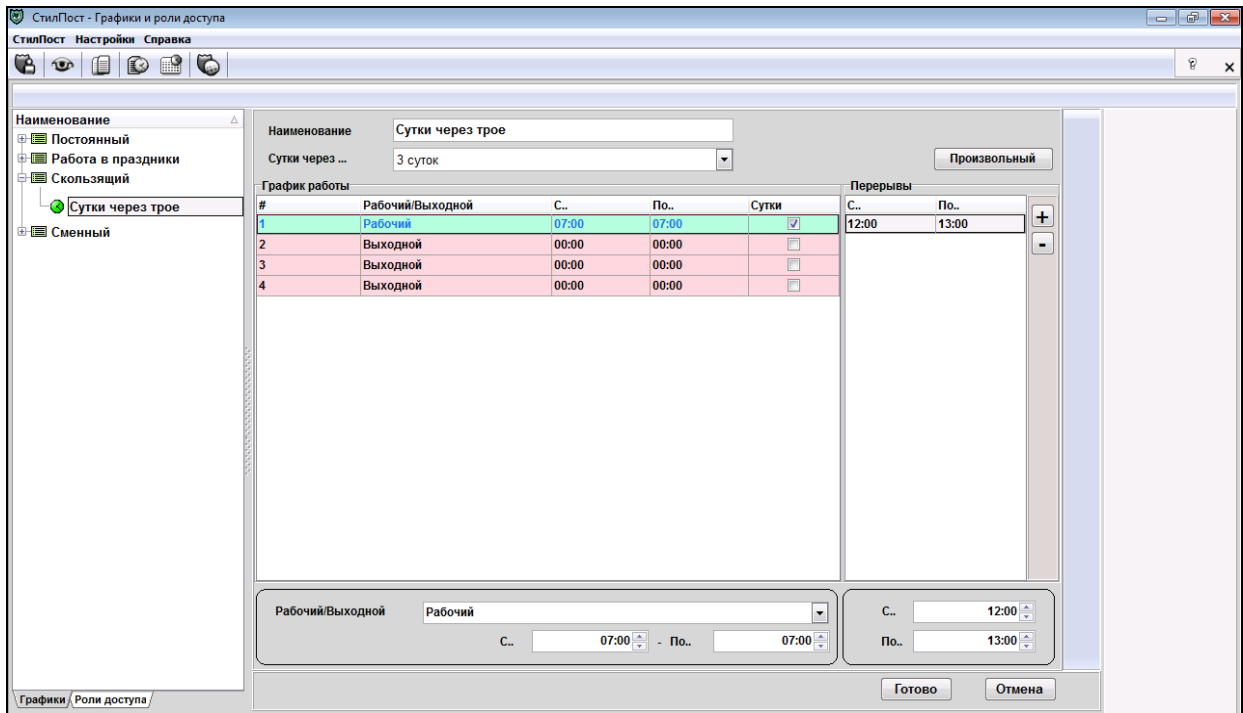 СтилПост - Графики и роли доступа
СтилПост Настройки Справка
Наименование
Постоянный
Работа в праздники
Скользящий
Сутки через трое
Сменный
Наименование Сутки через трое
Сутки через ... 3 суток Произвольный
График работы Перерывы
# Рабочий/Выходной С.. По.. Сутки С.. По..
1 Рабочий 07:00 07:00 12:00 13:00 +
2 Выходной 00:00 00:00 -
3 Выходной 00:00 00:00
4 Выходной 00:00 00:00
Рабочий/Выходной Рабочий С.. 12:00
С.. 07:00 - По.. 07:00 По.. 13:00
Готово Отмена
Графики Роли доступа